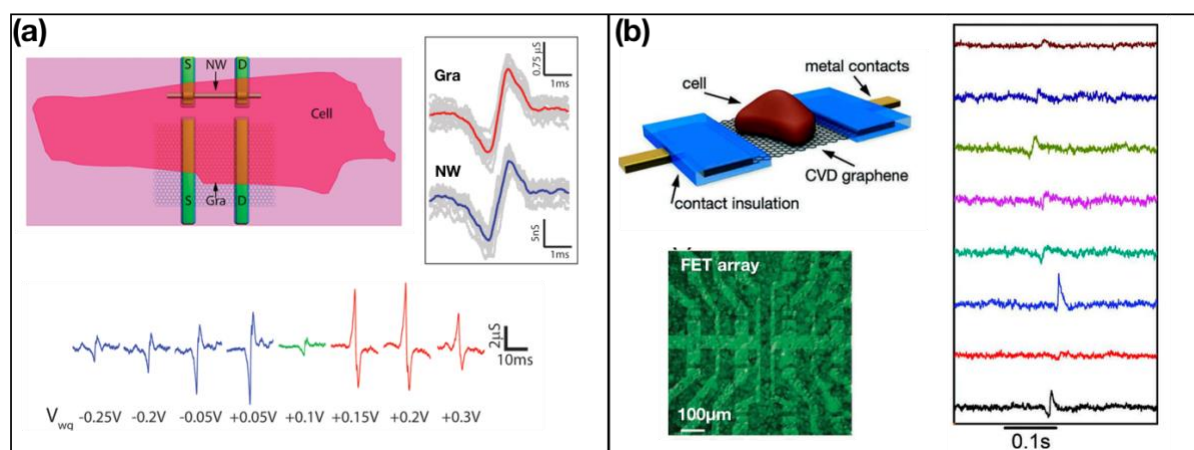 (a)
S NW D
Cell
S Gra D
Gra
0.75 µS
1ms
NW
5nS
1ms
2µS
10ms
Vwg -0.25V -0.2V -0.05V +0.05V +0.1V +0.15V +0.2V +0.3V
(b)
metal contacts
cell
CVD graphene
contact insulation
FET array
100µm
0.1s